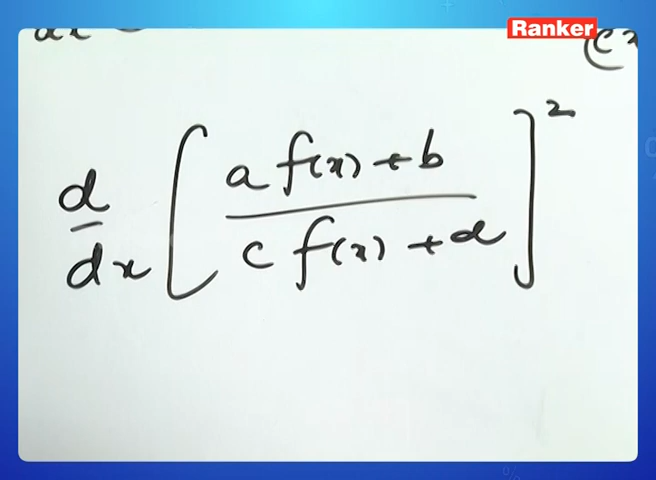 Ranker
d/dx [ (a f(x) + b) / (c f(x) + d) ]^2